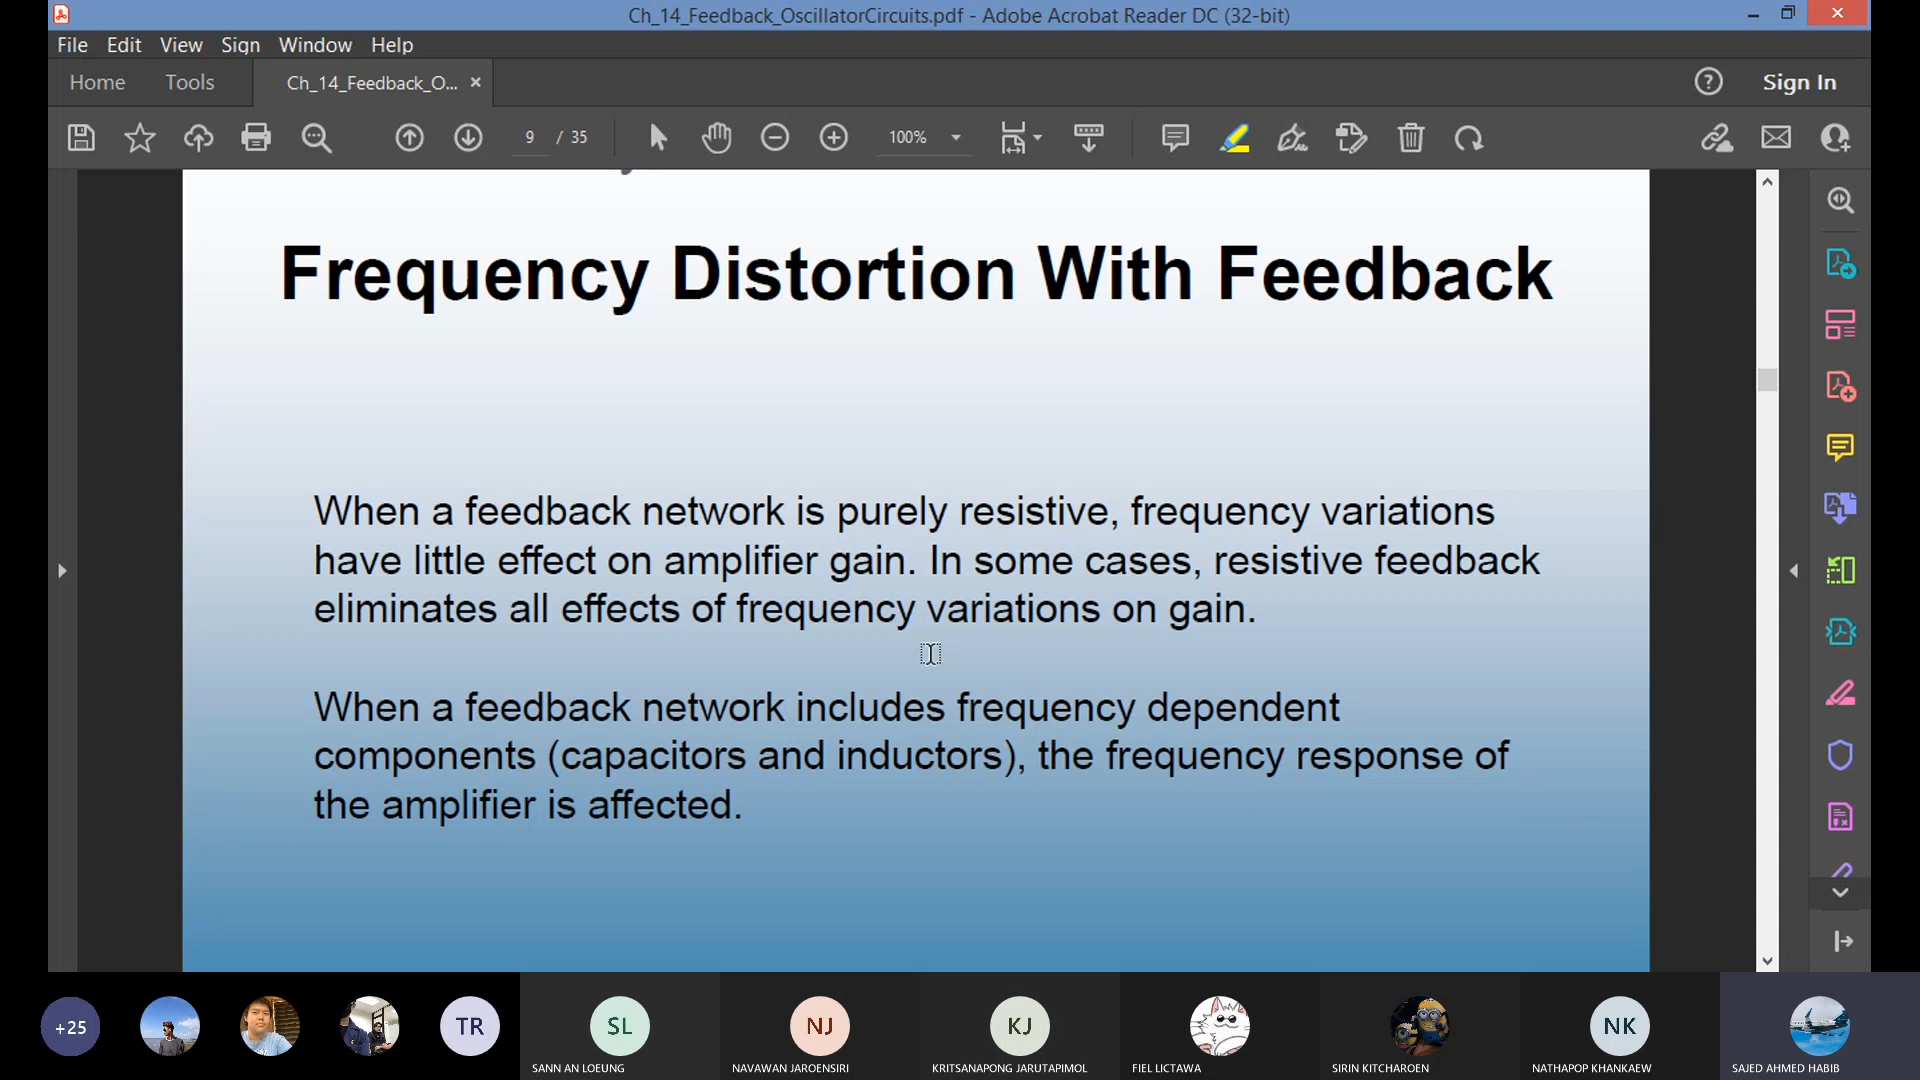 Ch_14_Feedback_OscillatorCircuits.pdf - Adobe Acrobat Reader DC (32-bit)
File Edit View Sign Window Help
Home Tools Ch_14_Feedback_O... Sign In
9 / 35 100%
Frequency Distortion With Feedback
When a feedback network is purely resistive, frequency variations
have little effect on amplifier gain. In some cases, resistive feedback
eliminates all effects of frequency variations on gain.
When a feedback network includes frequency dependent
components (capacitors and inductors), the frequency response of
the amplifier is affected.
+25 TR SL NJ KJ NK
SANN AN LOEUNG NAVAWAN JAROENSIRI KRITSANAPONG JARUTAPIMOL FIEL LICTAWA SIRIN KITCHAROEN NATHAPOP KHANKAEW SAJED AHMED HABIB